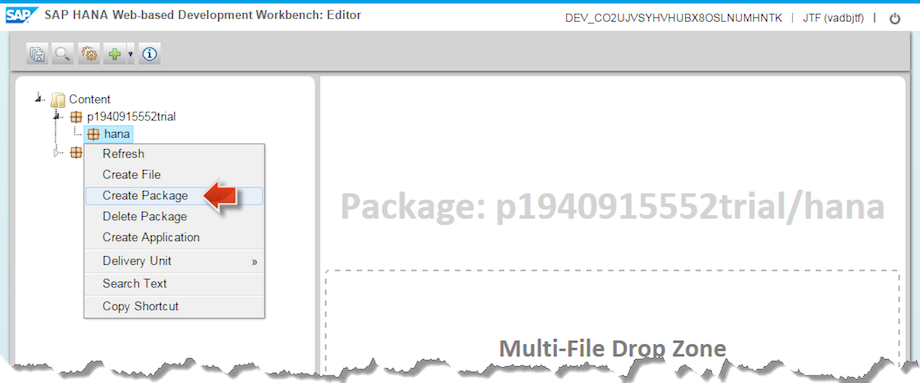 SAP SAP HANA Web-based Development Workbench: Editor DEV_CO2UJVSYHVHUBX8OSLNUMHNTK | JTF (vadbjtf) |
Content
p1940915552trial
hana
Refresh
Create File
Create Package
Delete Package
Create Application
Delivery Unit »
Search Text
Copy Shortcut
Package: p1940915552trial/hana
Multi-File Drop Zone